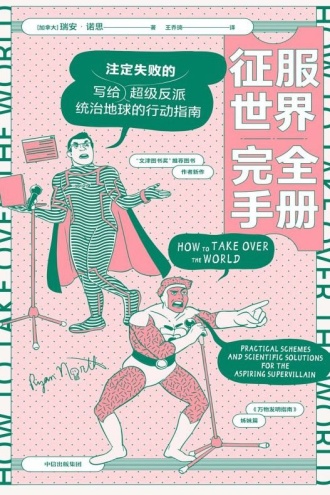 [加拿大] 瑞安·诺思 著
王乔琦 译
征服
世界
完全
手册
注定失败的
写给 超级反派
统治地球的行动指南
“文津图书奖”推荐图书
作者新作
HOW TO TAKE OVER
THE WORLD
PRACTICAL SCHEMES
AND SCIENTIFIC SOLUTIONS
FOR THE
ASPIRING SUPERVILLAIN
Ryan North
《万物发明指南》
姊妹篇
中信出版集团
HOW TO TAKE OVER THE WORLD
HOW TO TAKE OVER THE WORLD